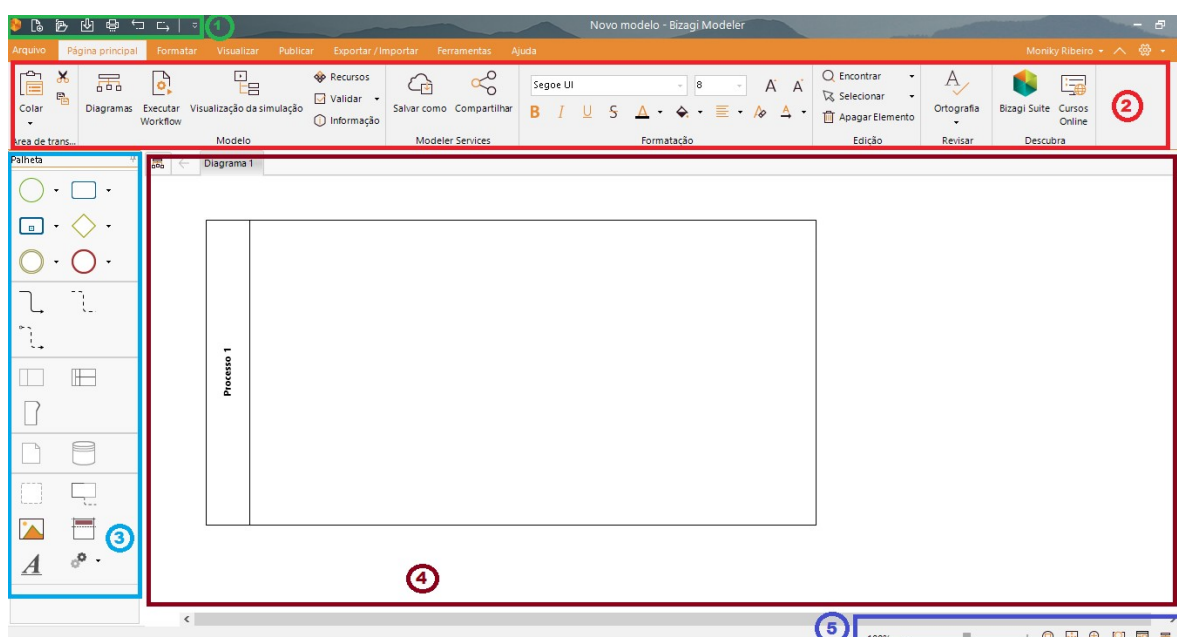 1
Novo modelo - Bizagi Modeler
Arquivo Página principal Formatar Visualizar Publicar Exportar / Importar Ferramentas Ajuda Moniky Ribeiro
Colar
Diagramas
Executar Workflow
Visualização da simulação
Recursos
Validar
Informação
Salvar como
Compartilhar
Segoe UI 8
A A
B I U S A A
Encontrar
Selecionar
Apagar Elemento
Ortografia
Bizagi Suite
Cursos Online
2
Área de trans... Modelo Modeler Services Formatação Edição Revisar Descubra
Palheta
Diagrama 1
Processo 1
A
3
4
5